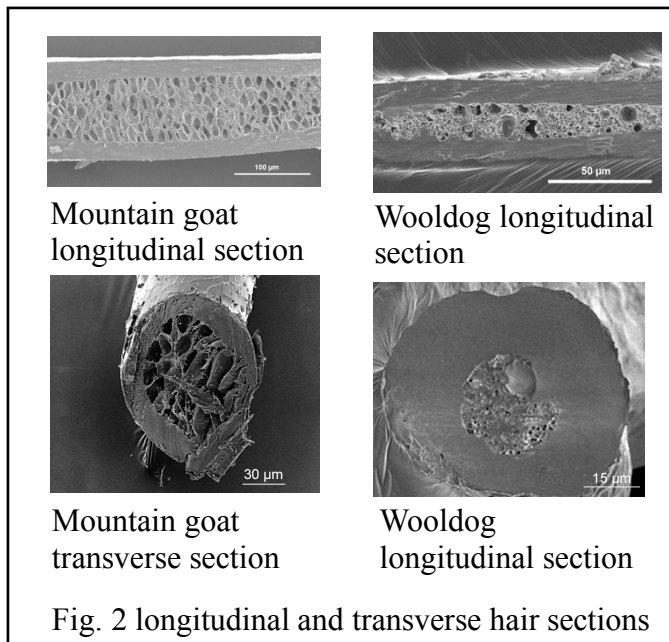 100 µm
50 µm
Mountain goat
longitudinal section
Wooldog longitudinal
section
30 µm
15 µm
Mountain goat
transverse section
Wooldog
longitudinal section
Fig. 2 longitudinal and transverse hair sections